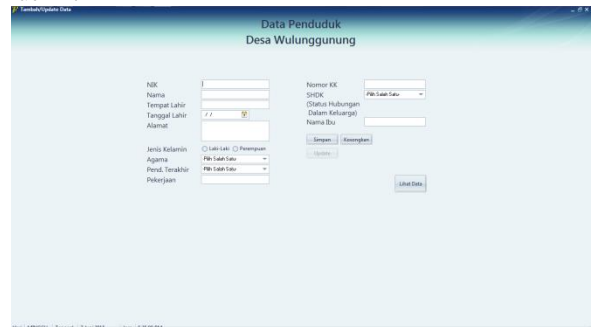 Tambah/Update Data
Data Penduduk
Desa Wulunggunung
NIK
Nama
Tempat Lahir
Tanggal Lahir
/ /
Alamat
Jenis Kelamin
Laki-Laki
Perempuan
Agama
-Pilih Salah Satu-
Pend. Terakhir
-Pilih Salah Satu-
Pekerjaan
Nomor KK
SHDK
-Pilih Salah Satu-
(Status Hubungan
Dalam Keluarga)
Nama Ibu
Simpan
Kosongkan
Update
Lihat Data